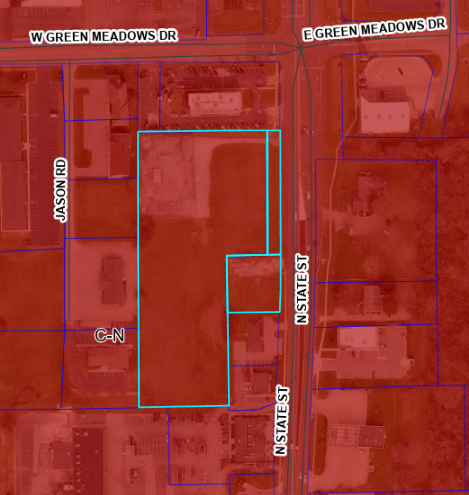 W GREEN MEADOWS DR
E GREEN MEADOWS DR
JASON RD
N STATE ST
C-N
N STATE ST